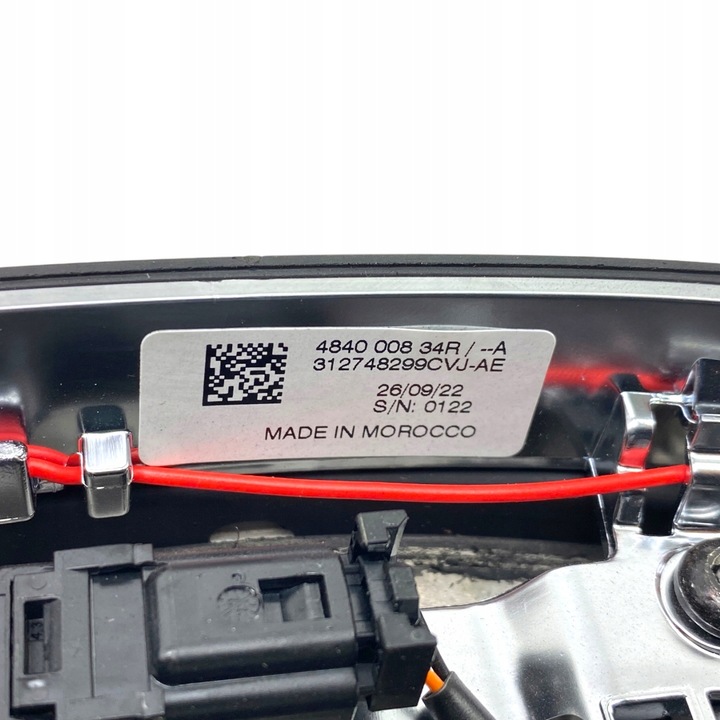 4840 008 34R / --A
312748299CVJ-AE
26/09/22
S/N: 0122
MADE IN MOROCCO